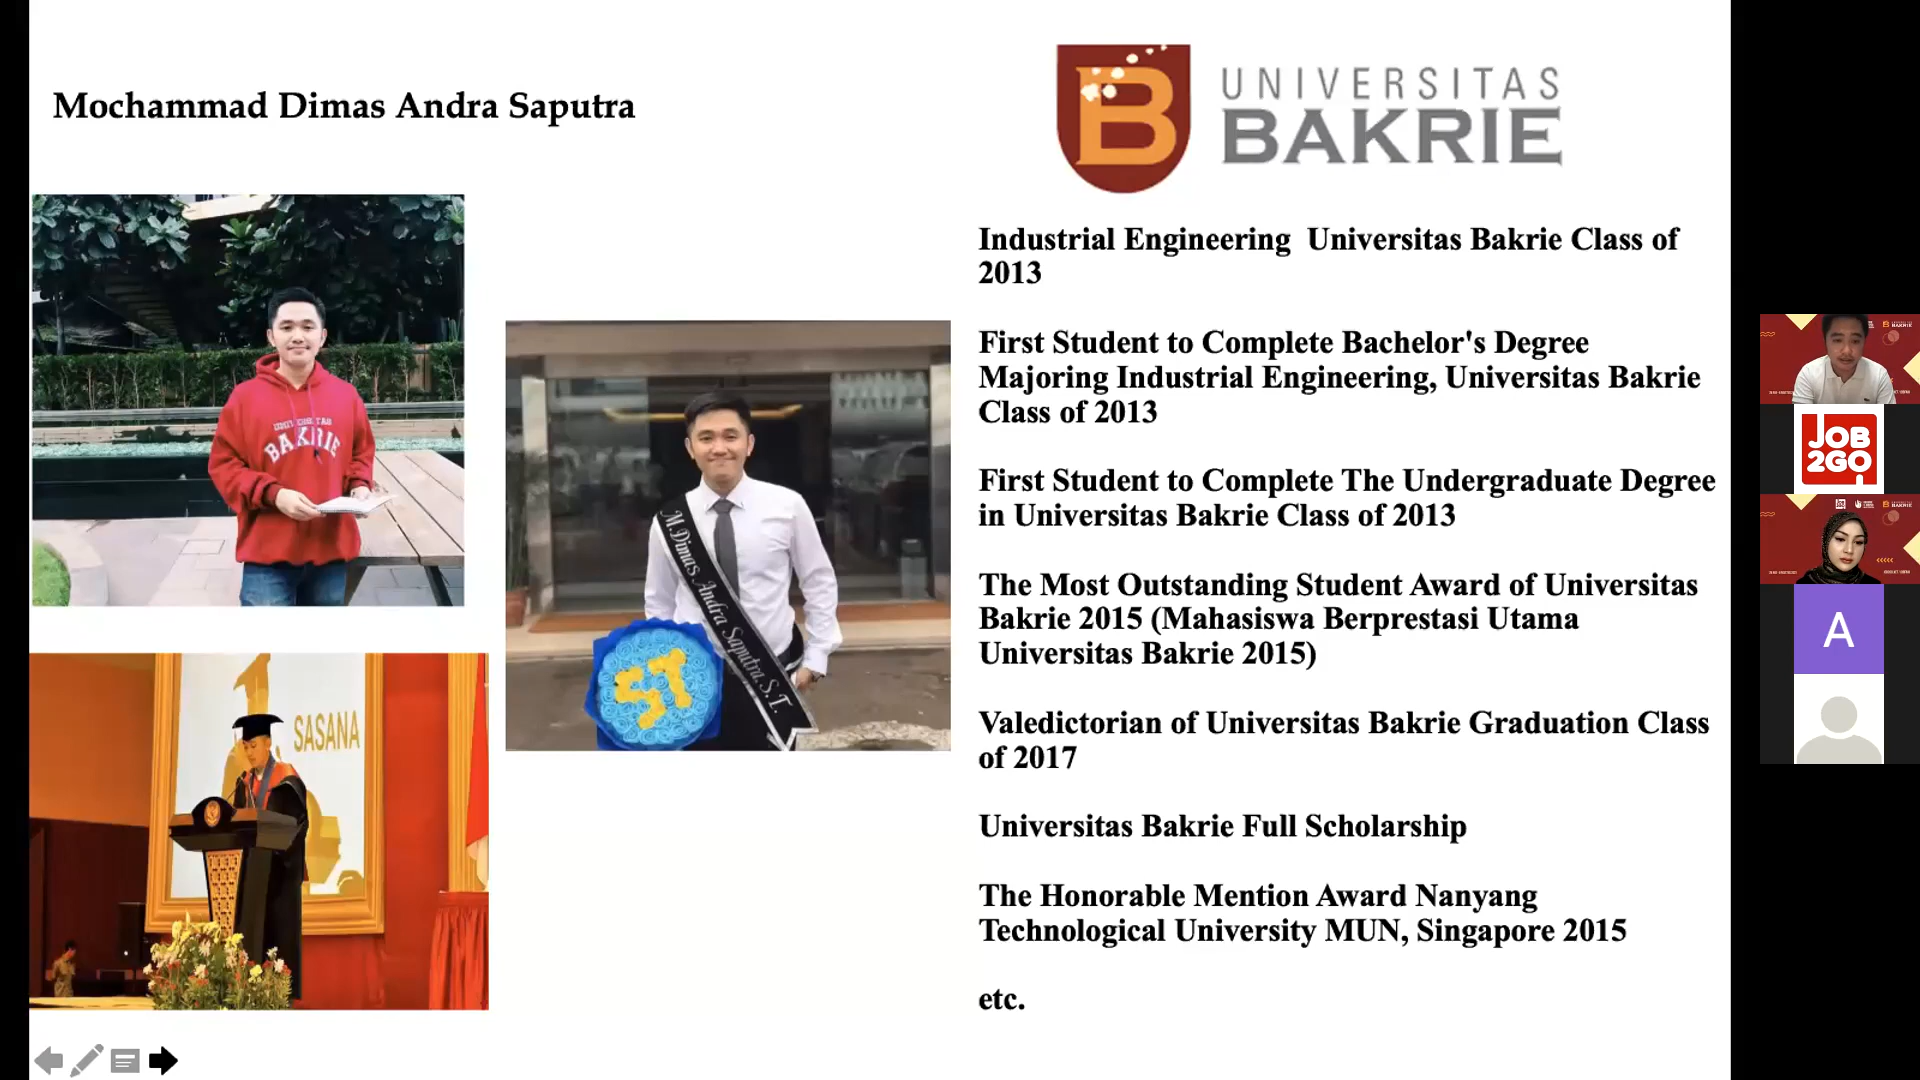 Mochammad Dimas Andra Saputra
UNIVERSITAS
BAKRIE
Industrial Engineering  Universitas Bakrie Class of
2013
First Student to Complete Bachelor's Degree
Majoring Industrial Engineering, Universitas Bakrie
Class of 2013
First Student to Complete The Undergraduate Degree
in Universitas Bakrie Class of 2013
The Most Outstanding Student Award of Universitas
Bakrie 2015 (Mahasiswa Berprestasi Utama
Universitas Bakrie 2015)
Valedictorian of Universitas Bakrie Graduation Class
of 2017
Universitas Bakrie Full Scholarship
The Honorable Mention Award Nanyang
Technological University MUN, Singapore 2015
etc.
UNIVERSITAS
BAKRIE
M.Dimas Andra Saputra.S.T.
ST
SASANA
BAKRIE
JOB
2GO
BAKRIE
A